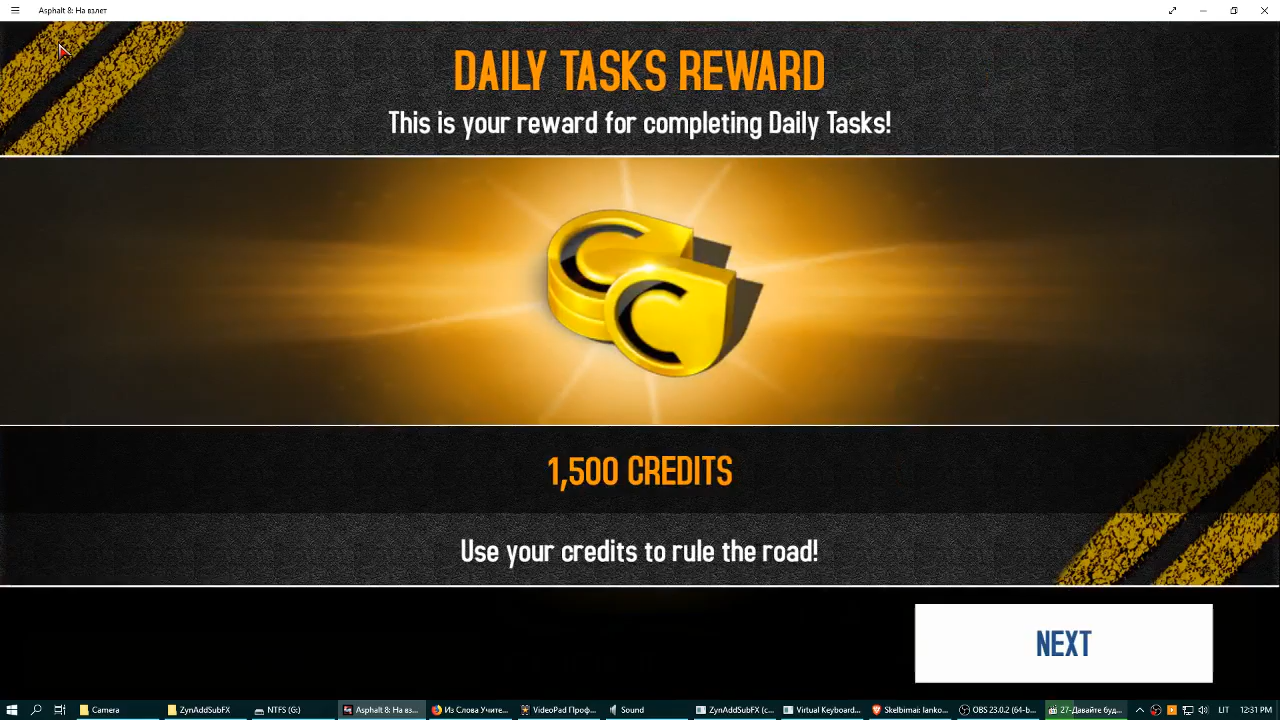 Asphalt 8: На взлет
DAILY TASKS REWARD
This is your reward for completing Daily Tasks!
1,500 CREDITS
Use your credits to rule the road!
NEXT
Camera
ZynAddSubFX
NTFS (G:)
Asphalt 8: На вз...
Из Слова Учите...
VideoPad Проф...
Sound
ZynAddSubFX (c...
Virtual Keyboard...
Skelbimai: lanko...
OBS 23.0.2 (64-b...
27-Давайте буд...
LIT
12:31 PM